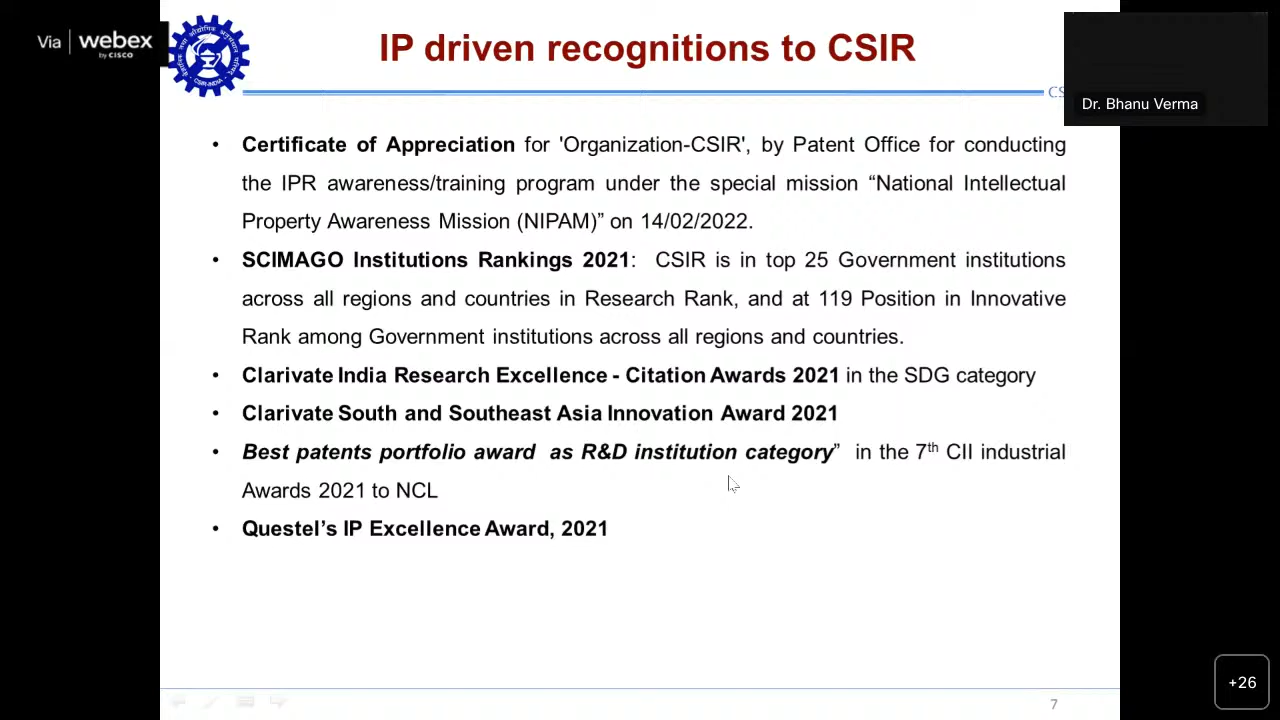 Via webex
by CISCO
IP driven recognitions to CSIR
CSIR-INDIA
CS
Dr. Bhanu Verma
• Certificate of Appreciation for 'Organization-CSIR', by Patent Office for conducting
the IPR awareness/training program under the special mission “National Intellectual
Property Awareness Mission (NIPAM)” on 14/02/2022.
• SCIMAGO Institutions Rankings 2021: CSIR is in top 25 Government institutions
across all regions and countries in Research Rank, and at 119 Position in Innovative
Rank among Government institutions across all regions and countries.
• Clarivate India Research Excellence - Citation Awards 2021 in the SDG category
• Clarivate South and Southeast Asia Innovation Award 2021
• Best patents portfolio award as R&D institution category” in the 7th CII industrial
Awards 2021 to NCL
• Questel’s IP Excellence Award, 2021
+26
7